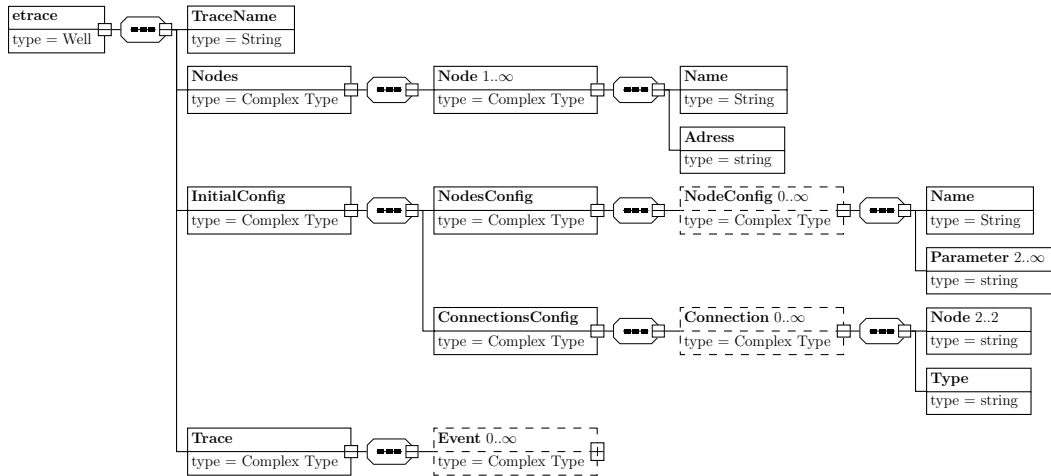 etrace
type = Well
TraceName
type = String
Nodes
type = Complex Type
Node 1..∞
type = Complex Type
Name
type = String
Adress
type = string
InitialConfig
type = Complex Type
NodesConfig
type = Complex Type
NodeConfig 0..∞
type = Complex Type
Name
type = String
Parameter 2..∞
type = string
ConnectionsConfig
type = Complex Type
Connection 0..∞
type = Complex Type
Node 2..2
type = string
Type
type = string
Trace
type = Complex Type
Event 0..∞
type = Complex Type